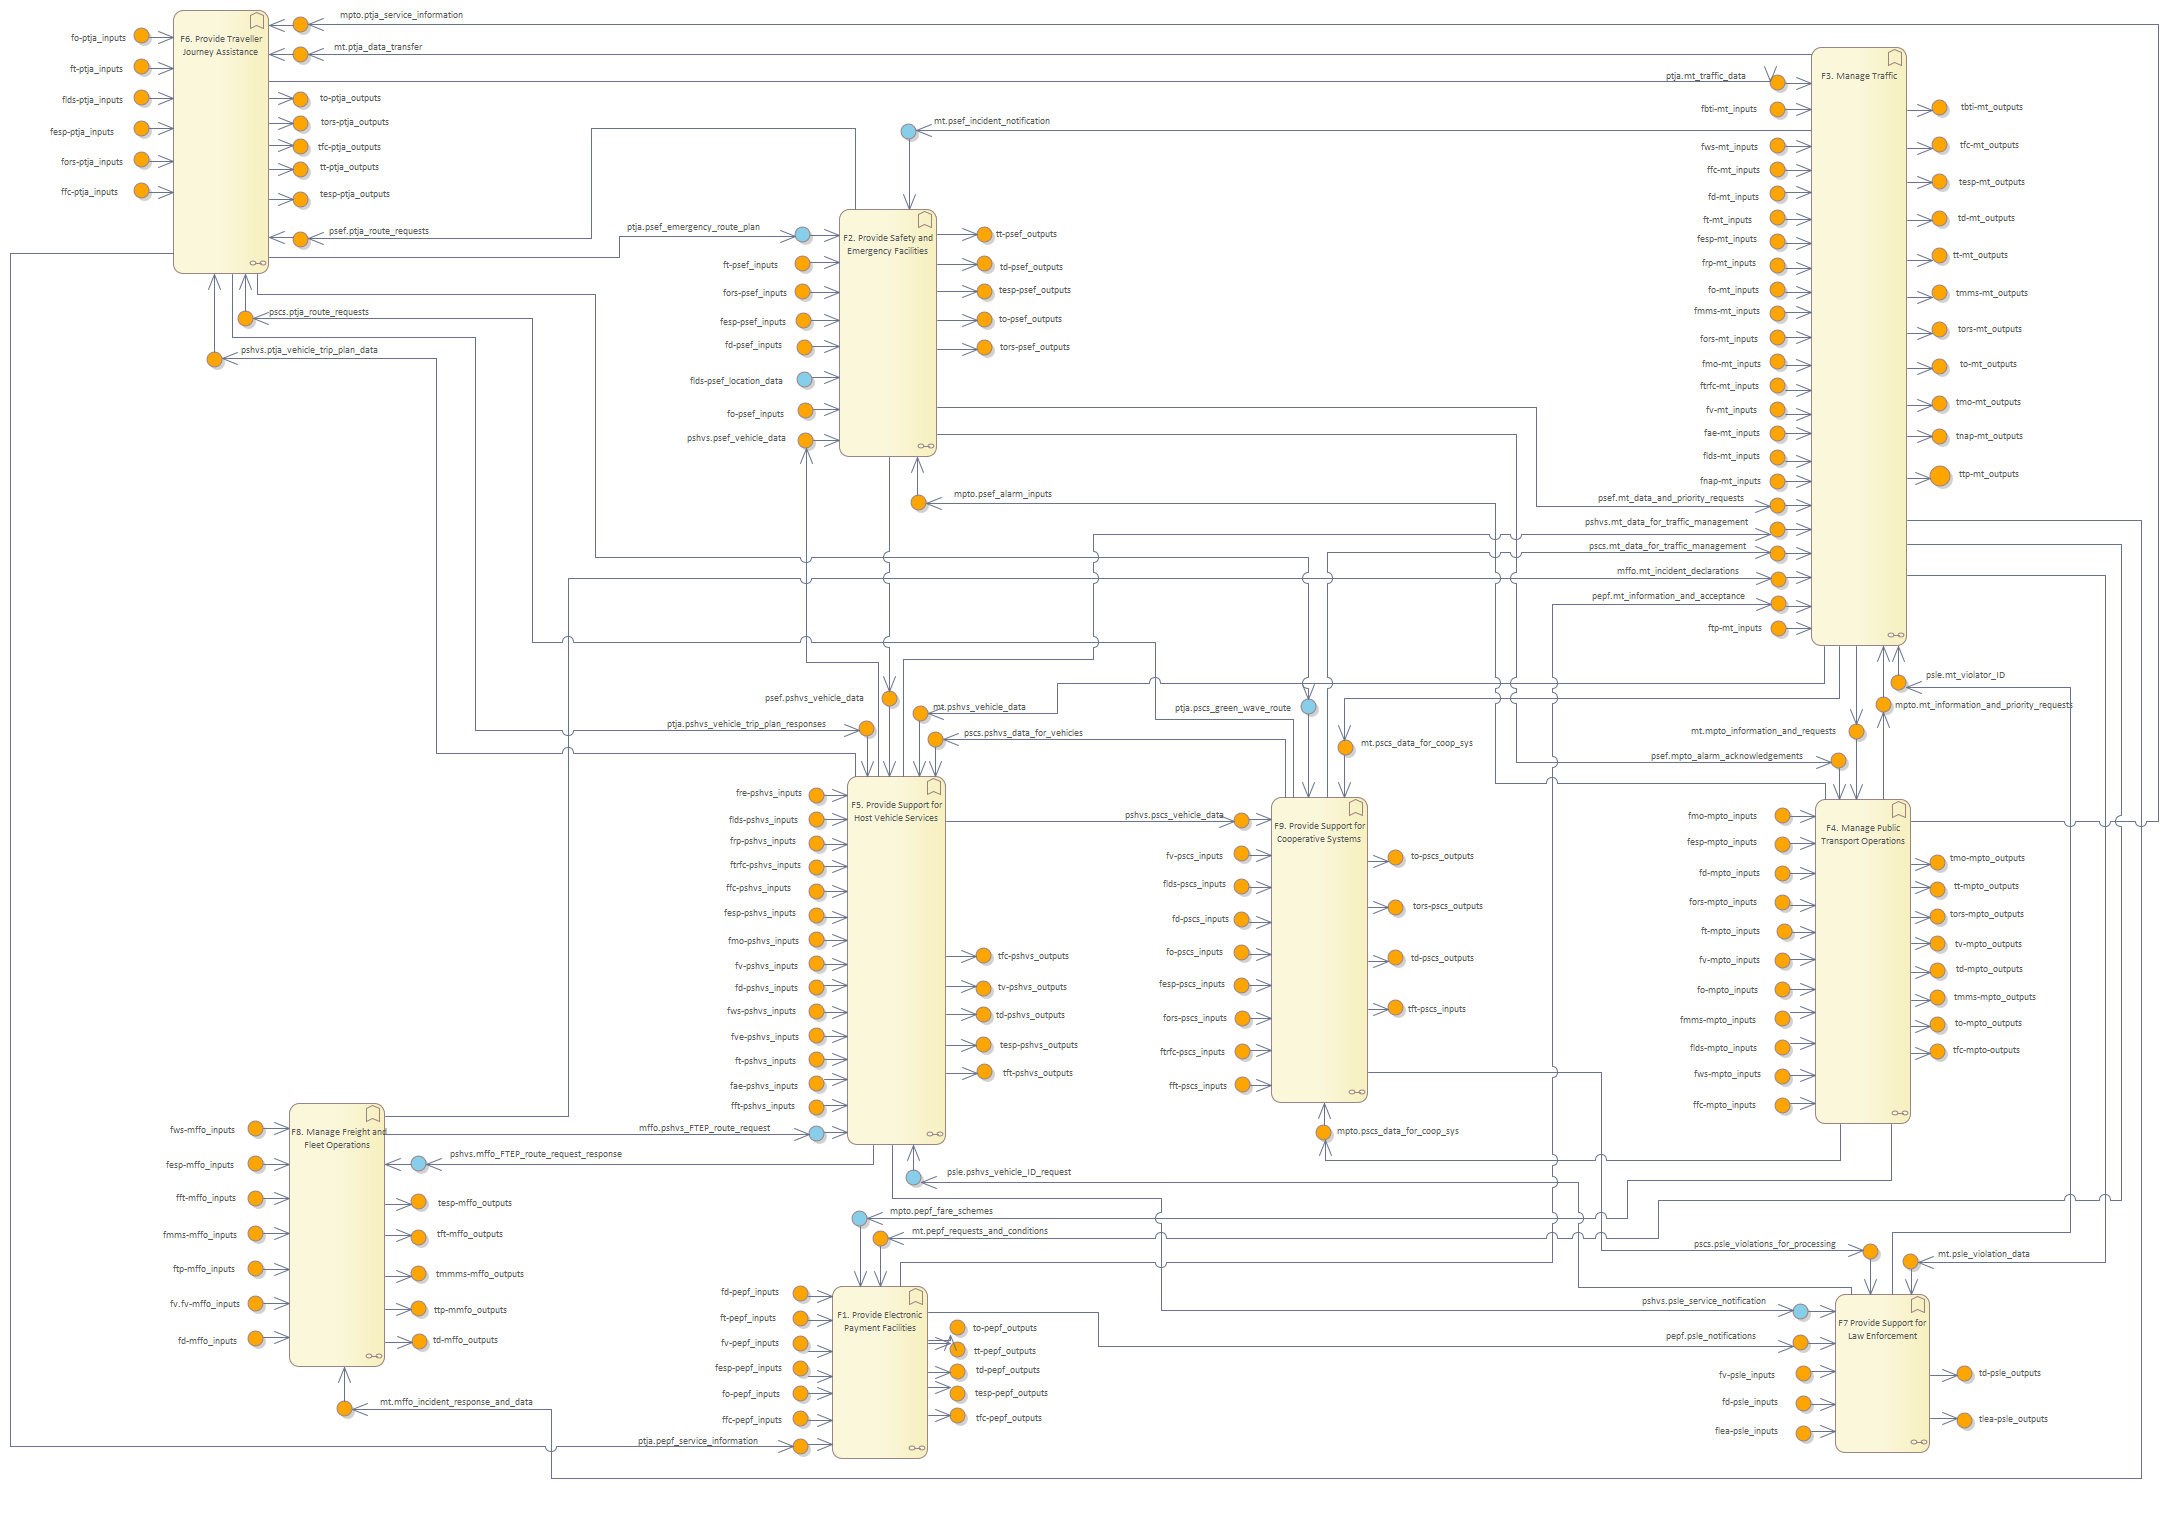 mpto.ptja_service_information
fo-ptja_inputs
F6. Provide Traveller
Journey Assistance
mt.ptja_data_transfer
ft-ptja_inputs
flds-ptja_inputs
to-ptja_outputs
fesp-ptja_inputs
tors-ptja_outputs
tfc-ptja_outputs
fors-ptja_inputs
tt-ptja_outputs
ffc-ptja_inputs
tesp-ptja_outputs
psef.ptja_route_requests
pscs.ptja_route_requests
pshvs.ptja_vehicle_trip_plan_data
ptja.mt_traffic_data
F3. Manage Traffic
fbti-mt_inputs
fws-mt_inputs
ffc-mt_inputs
fd-mt_inputs
ft-mt_inputs
fesp-mt_inputs
frp-mt_inputs
fo-mt_inputs
fmms-mt_inputs
fors-mt_inputs
fmo-mt_inputs
ftrfc-mt_inputs
fv-mt_inputs
fae-mt_inputs
flds-mt_inputs
fnap-mt_inputs
psef.mt_data_and_priority_requests
pshvs.mt_data_for_traffic_management
pscs.mt_data_for_traffic_management
mffo.mt_incident_declarations
pepf.mt_information_and_acceptance
ftp-mt_inputs
tbti-mt_outputs
tfc-mt_outputs
tesp-mt_outputs
td-mt_outputs
tt-mt_outputs
tmms-mt_outputs
tors-mt_outputs
to-mt_outputs
tmo-mt_outputs
tnap-mt_outputs
ttp-mt_outputs
mt.psef_incident_notification
ptja.psef_emergency_route_plan
F2. Provide Safety and
Emergency Facilities
ft-psef_inputs
fors-psef_inputs
fesp-psef_inputs
fd-psef_inputs
flds-psef_location_data
fo-psef_inputs
pshvs.psef_vehicle_data
tt-psef_outputs
td-psef_outputs
tesp-psef_outputs
to-psef_outputs
tors-psef_outputs
mpto.psef_alarm_inputs
psef.pshvs_vehicle_data
mt.pshvs_vehicle_data
ptja.pshvs_vehicle_trip_plan_responses
pscs.pshvs_data_for_vehicles
ptja.pscs_green_wave_route
mt.pscs_data_for_coop_sys
psle.mt_violator_ID
mpto.mt_information_and_priority_requests
mt.mpto_information_and_requests
psef.mpto_alarm_acknowledgements
F5. Provide Support for
Host Vehicle Services
fre-pshvs_inputs
flds-pshvs_inputs
frp-pshvs_inputs
ftrfc-pshvs_inputs
ffc-pshvs_inputs
fesp-pshvs_inputs
fmo-pshvs_inputs
fv-pshvs_inputs
fd-pshvs_inputs
fws-pshvs_inputs
fve-pshvs_inputs
ft-pshvs_inputs
fae-pshvs_inputs
fft-pshvs_inputs
mffo.pshvs_FTEP_route_request
tfc-pshvs_outputs
tv-pshvs_outputs
td-pshvs_outputs
tesp-pshvs_outputs
tft-pshvs_outputs
pshvs.pscs_vehicle_data
F9. Provide Support for
Cooperative Systems
fv-pscs_inputs
flds-pscs_inputs
fd-pscs_inputs
fo-pscs_inputs
fesp-pscs_inputs
fors-pscs_inputs
ftrfc-pscs_inputs
fft-pscs_inputs
to-pscs_outputs
tors-pscs_outputs
td-pscs_outputs
tft-pscs_inputs
mpto.pscs_data_for_coop_sys
F4. Manage Public
Transport Operations
fmo-mpto_inputs
fesp-mpto_inputs
fd-mpto_inputs
fors-mpto_inputs
ft-mpto_inputs
fv-mpto_inputs
fo-mpto_inputs
fmms-mpto_inputs
flds-mpto_inputs
fws-mpto_inputs
ffc-mpto_inputs
tmo-mpto_outputs
tt-mpto_outputs
tors-mpto_outputs
tv-mpto_outputs
td-mpto_outputs
tmms-mpto_outputs
to-mpto_outputs
tfc-mpto-outputs
F8. Manage Freight and
Fleet Operations
fws-mffo_inputs
fesp-mffo_inputs
fft-mffo_inputs
fmms-mffo_inputs
ftp-mffo_inputs
fv.fv-mffo_inputs
fd-mffo_inputs
pshvs.mffo_FTEP_route_request_response
tesp-mffo_outputs
tft-mffo_outputs
tmmms-mffo_outputs
ttp-mmfo_outputs
td-mffo_outputs
mt.mffo_incident_response_and_data
psle.pshvs_vehicle_ID_request
mpto.pepf_fare_schemes
mt.pepf_requests_and_conditions
F1. Provide Electronic
Payment Facilities
fd-pepf_inputs
ft-pepf_inputs
fv-pepf_inputs
fesp-pepf_inputs
fo-pepf_inputs
ffc-pepf_inputs
ptja.pepf_service_information
to-pepf_outputs
tt-pepf_outputs
td-pepf_outputs
tesp-pepf_outputs
tfc-pepf_outputs
pscs.psle_violations_for_processing
mt.psle_violation_data
pshvs.psle_service_notification
pepf.psle_notifications
F7 Provide Support for
Law Enforcement
fv-psle_inputs
fd-psle_inputs
flea-psle_inputs
td-psle_outputs
tlea-psle_outputs